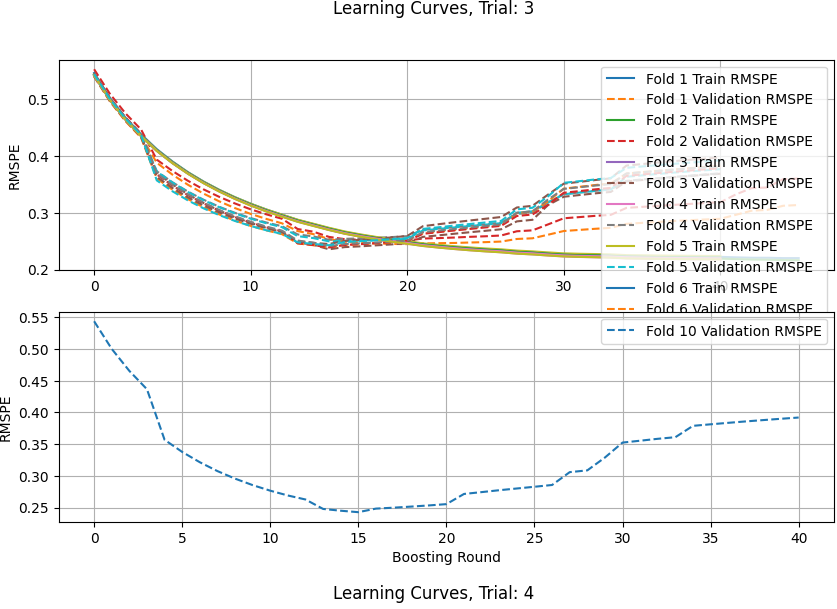 Learning Curves, Trial: 3
RMSPE
0.5
0.4
0.3
0.2
Fold 1 Train RMSPE
Fold 1 Validation RMSPE
Fold 2 Train RMSPE
Fold 2 Validation RMSPE
Fold 3 Train RMSPE
Fold 3 Validation RMSPE
Fold 4 Train RMSPE
Fold 4 Validation RMSPE
Fold 5 Train RMSPE
Fold 5 Validation RMSPE
Fold 6 Train RMSPE
Fold 6 Validation RMSPE
0 10 20 30 40
RMSPE
0.55
0.50
0.45
0.40
0.35
0.30
0.25
Fold 10 Validation RMSPE
0 5 10 15 20 25 30 35 40
Boosting Round
Learning Curves, Trial: 4